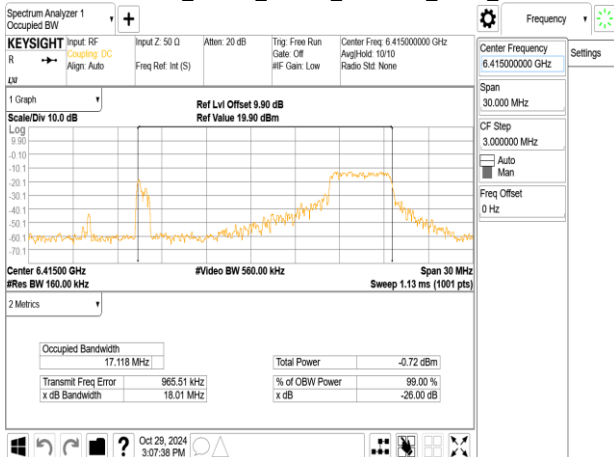 Spectrum Analyzer 1
Occupied BW
Frequency
KEYSIGHT
R
Input: RF
Coupling: DC
Align: Auto
Input Z: 50 Ω
Freq Ref: Int (S)
Atten: 20 dB
Trig: Free Run
Gate: Off
#IF Gain: Low
Center Freq: 6.415000000 GHz
Avg|Hold: 10/10
Radio Std: None
Center Frequency
6.415000000 GHz
Settings
Span
30.000 MHz
CF Step
3.000000 MHz
Auto
Man
Freq Offset
0 Hz
1 Graph
Scale/Div 10.0 dB
Ref Lvl Offset 9.90 dB
Ref Value 19.90 dBm
Log
9.90
-0.10
-10.1
-20.1
-30.1
-40.1
-50.1
-60.1
-70.1
Center 6.41500 GHz
#Res BW 160.00 kHz
#Video BW 560.00 kHz
Span 30 MHz
Sweep 1.13 ms (1001 pts)
2 Metrics
Occupied Bandwidth
17.118 MHz
Transmit Freq Error 965.51 kHz
x dB Bandwidth 18.01 MHz
Total Power -0.72 dBm
% of OBW Power 99.00 %
x dB -26.00 dB
?
Oct 29, 2024
3:07:38 PM